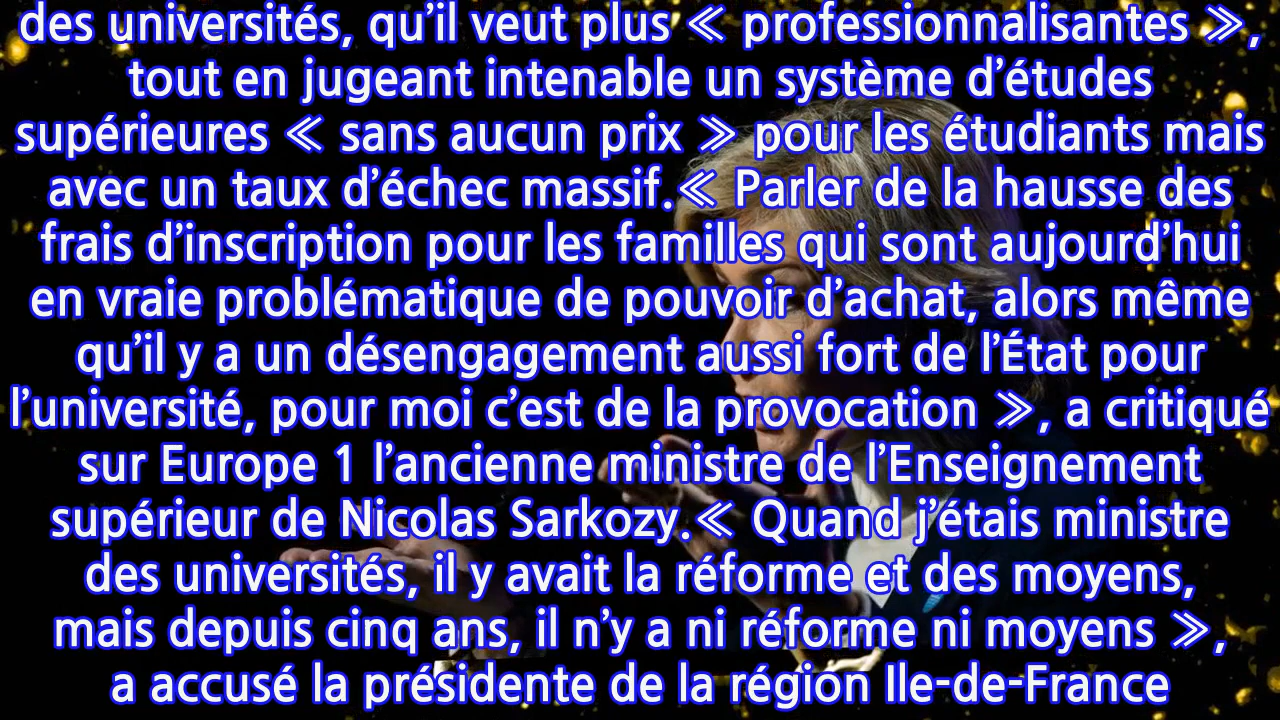 des universités, qu’il veut plus ≪ professionnalisantes ≫,
tout en jugeant intenable un système d’études
supérieures ≪ sans aucun prix ≫ pour les étudiants mais
avec un taux d’échec massif.≪ Parler de la hausse des
frais d’inscription pour les familles qui sont aujourd’hui
en vraie problématique de pouvoir d’achat, alors même
qu’il y a un désengagement aussi fort de l’État pour
l’université, pour moi c’est de la provocation ≫, a critiqué
sur Europe 1 l’ancienne ministre de l’Enseignement
supérieur de Nicolas Sarkozy.≪ Quand j’étais ministre
des universités, il y avait la réforme et des moyens,
mais depuis cinq ans, il n’y a ni réforme ni moyens ≫,
a accusé la présidente de la région Ile-de-France